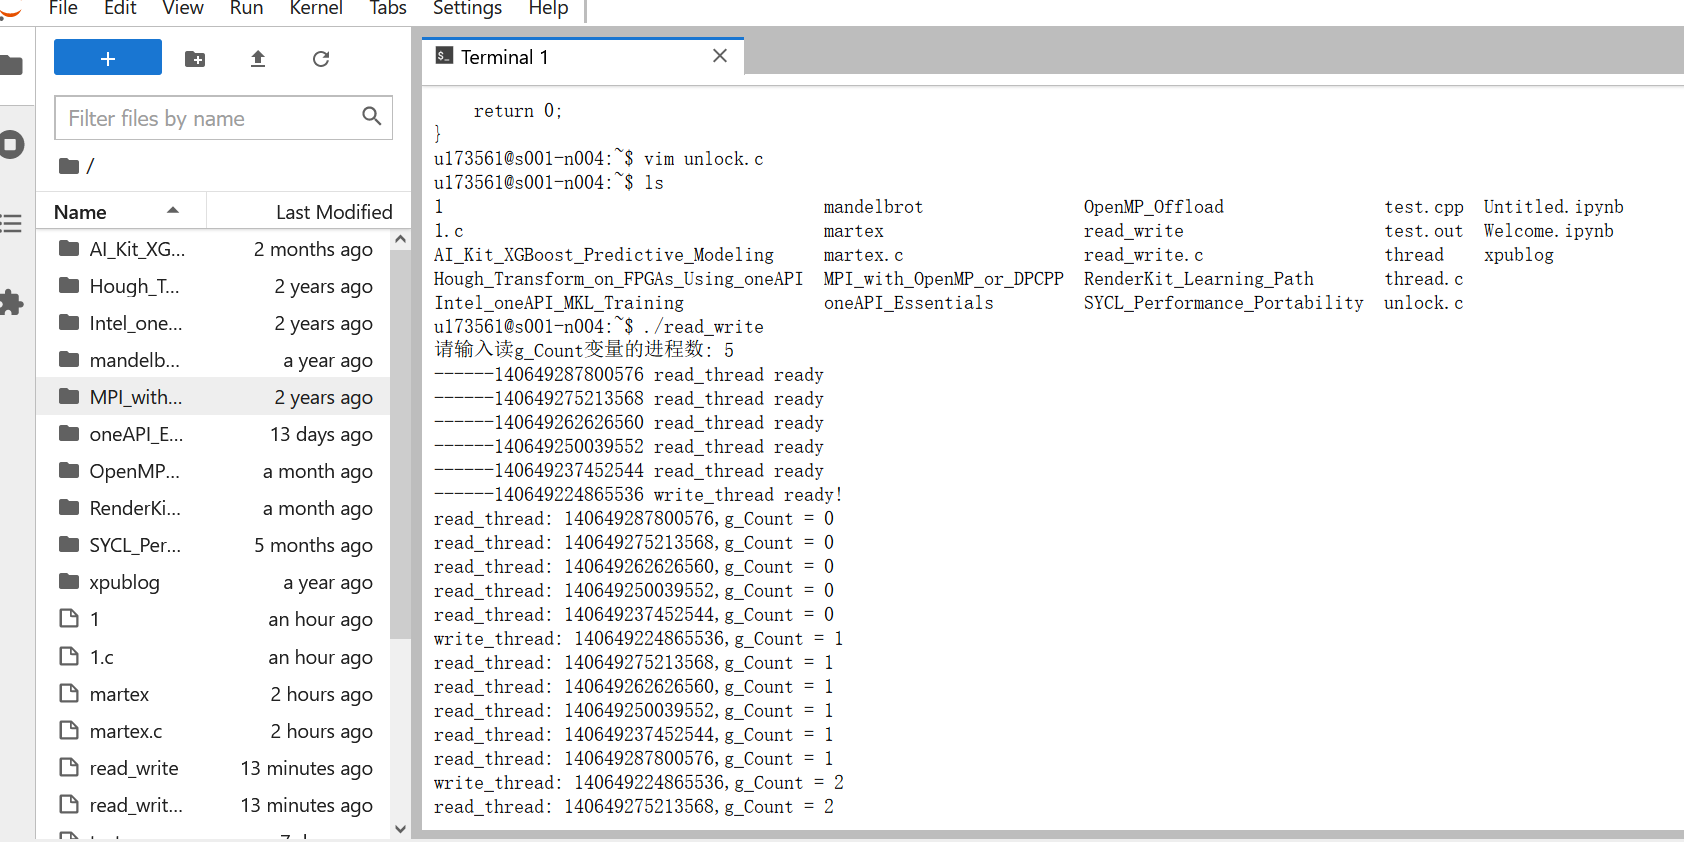 File Edit View Run Kernel Tabs Settings Help
Terminal 1
Filter files by name
/
Name Last Modified
AI_Kit_XG... 2 months ago
Hough_T... 2 years ago
Intel_one... 2 years ago
mandelb... a year ago
MPI_with... 2 years ago
oneAPI_E... 13 days ago
OpenMP... a month ago
RenderKi... a month ago
SYCL_Per... 5 months ago
xpublog a year ago
1 an hour ago
1.c an hour ago
martex 2 hours ago
martex.c 2 hours ago
read_write 13 minutes ago
read_writ... 13 minutes ago
return 0;
}
u173561@s001-n004:~$ vim unlock.c
u173561@s001-n004:~$ ls
1 mandelbrot OpenMP_Offload test.cpp Untitled.ipynb
1.c martex read_write test.out Welcome.ipynb
AI_Kit_XGBoost_Predictive_Modeling martex.c read_write.c thread xpublog
Hough_Transform_on_FPGAs_Using_oneAPI MPI_with_OpenMP_or_DPCPP RenderKit_Learning_Path thread.c
Intel_oneAPI_MKL_Training oneAPI_Essentials SYCL_Performance_Portability unlock.c
u173561@s001-n004:~$ ./read_write
请输入读g_Count变量的进程数: 5
------140649287800576 read_thread ready
------140649275213568 read_thread ready
------140649262626560 read_thread ready
------140649250039552 read_thread ready
------140649237452544 read_thread ready
------140649224865536 write_thread ready!
read_thread: 140649287800576,g_Count = 0
read_thread: 140649275213568,g_Count = 0
read_thread: 140649262626560,g_Count = 0
read_thread: 140649250039552,g_Count = 0
read_thread: 140649237452544,g_Count = 0
write_thread: 140649224865536,g_Count = 1
read_thread: 140649275213568,g_Count = 1
read_thread: 140649262626560,g_Count = 1
read_thread: 140649250039552,g_Count = 1
read_thread: 140649237452544,g_Count = 1
read_thread: 140649287800576,g_Count = 1
write_thread: 140649224865536,g_Count = 2
read_thread: 140649275213568,g_Count = 2